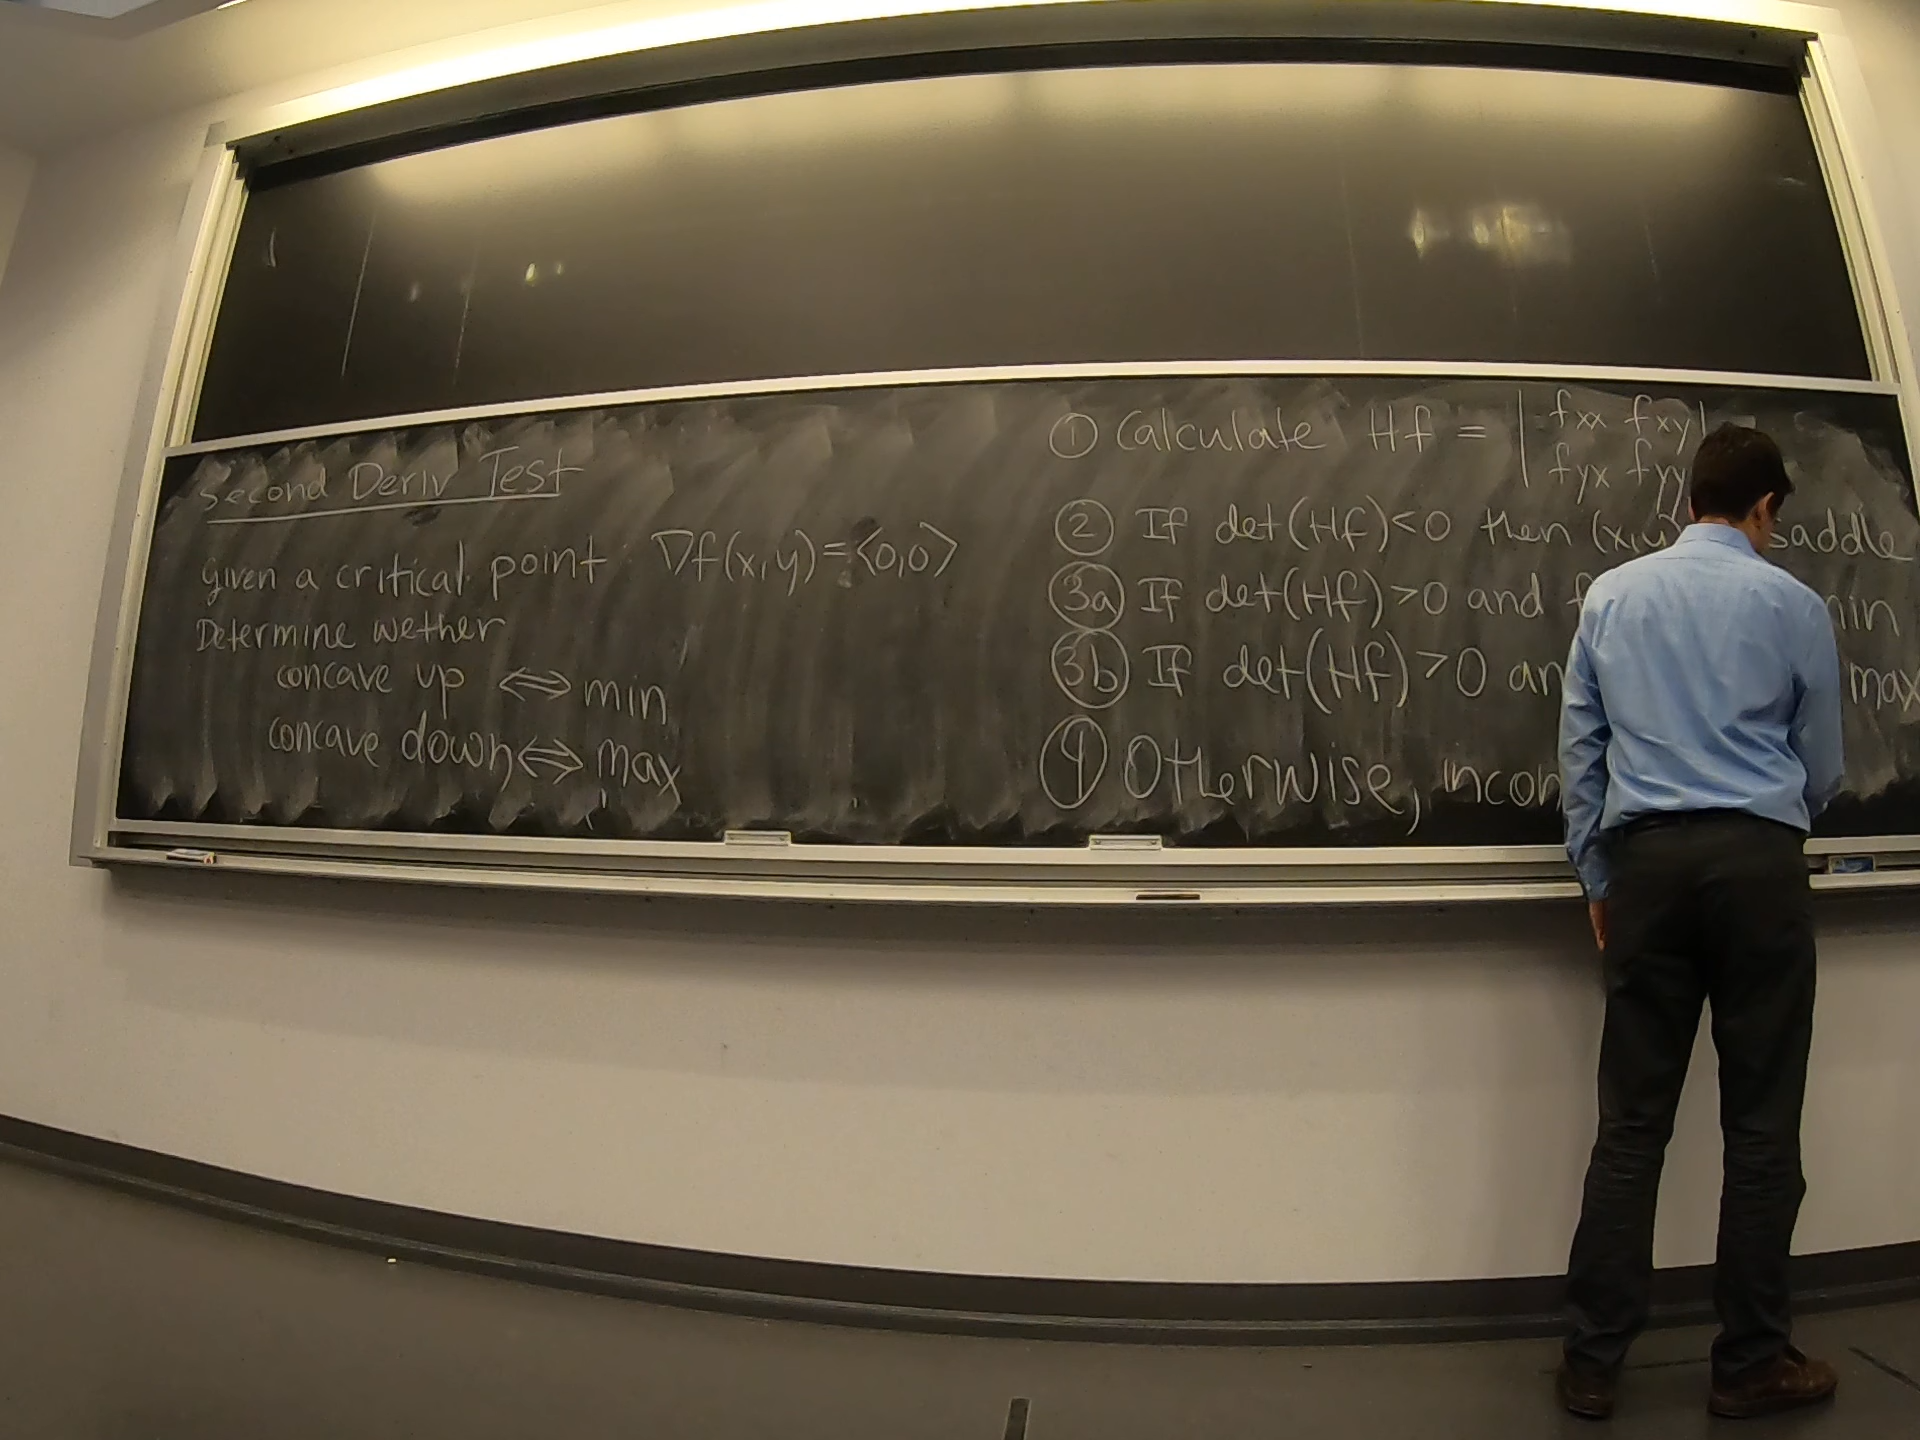 Second Deriv Test
Given a critical point ∇f(x,y)=<0,0>
Determine wether
concave up ⇔ min
concave down ⇔ max
① Calculate Hf = | fxx fxy |
fyx fyy
② If det(Hf)<0 then (x,y) saddle
③a If det(Hf)>0 and f min
③b If det(Hf)>0 an max
④ Otherwise, incon